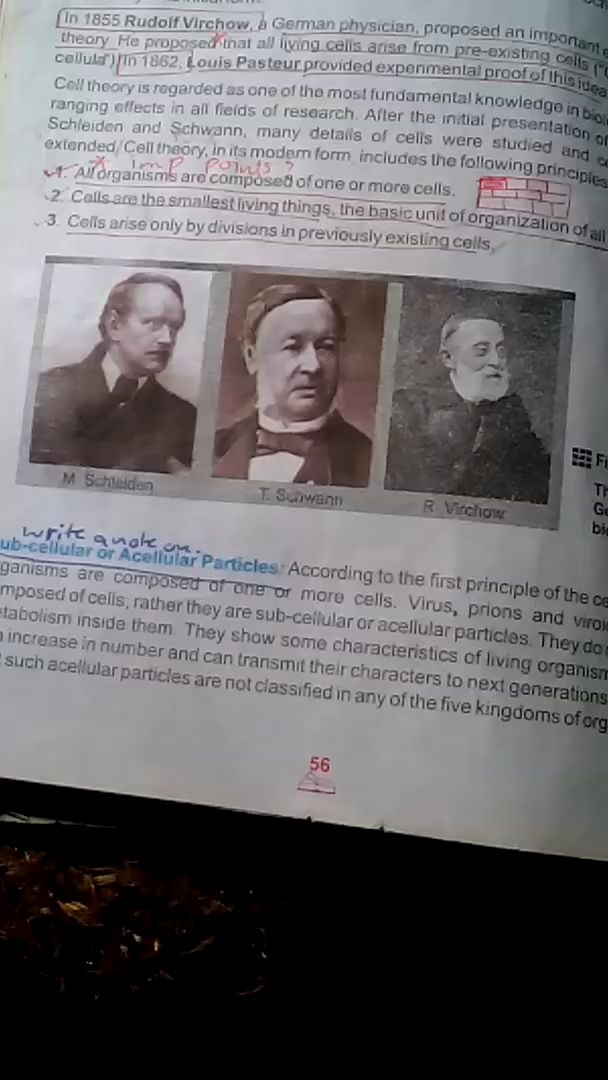 In 1855 Rudolf Virchow, a German physician, proposed an important
theory. He proposed that all living cells arise from pre-existing cells
cellula") In 1862, Louis Pasteur provided experimental proof of this idea
Cell theory is regarded as one of the most fundamental knowledge in
ranging effects in all fields of research. After the initial presentation of
Schleiden and Schwann, many details of cells were studied and
extended. Cell theory, in its modern form, includes the following principles
imp points
1. All organisms are composed of one or more cells.
2. Cells are the smallest living things, the basic unit of organization of all
3. Cells arise only by divisions in previously existing cells.
M. Schleiden
T. Schwann
R. Virchow
Fi
Th
Ge
write a note on.
ub-cellular or Acellular Particles: According to the first principle of the ce
ganisms are composed of one or more cells. Virus, prions and
mposed of cells; rather they are sub-cellular or acellular particles. They do
tabolism inside them. They show some characteristics of living organism
increase in number and can transmit their characters to next generations
such acellular particles are not classified in any of the five kingdoms of org
56